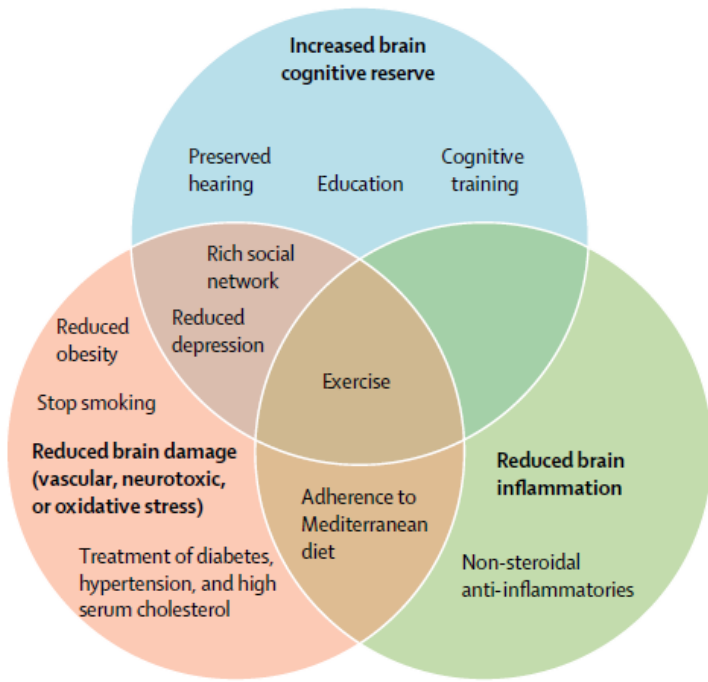 Increased brain
cognitive reserve
Preserved
hearing
Education
Cognitive
training
Rich social
network
Reduced
depression
Reduced
obesity
Stop smoking
Exercise
Reduced brain damage
(vascular, neurotoxic,
or oxidative stress)
Reduced brain
inflammation
Adherence to
Mediterranean
diet
Treatment of diabetes,
hypertension, and high
serum cholesterol
Non-steroidal
anti-inflammatories